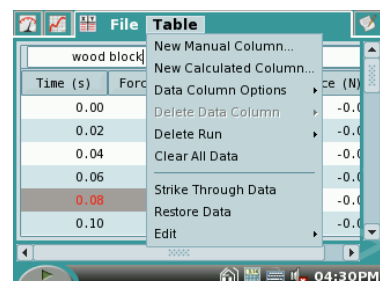 File Table
wood block
New Manual Column...
New Calculated Column...
Data Column Options
Delete Data Column
Delete Run
Clear All Data
Strike Through Data
Restore Data
Edit
Time (s) Forc ce (N)
0.00 -0.0
0.02 -0.0
0.04 -0.0
0.06 -0.0
0.08 -0.0
0.10 -0.0
04:30PM